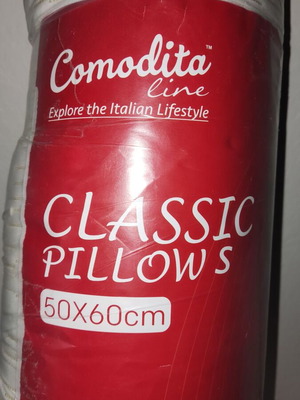 Comodita™
line
Explore the Italian Lifestyle
CLASSIC
PILLOWS
50X60cm